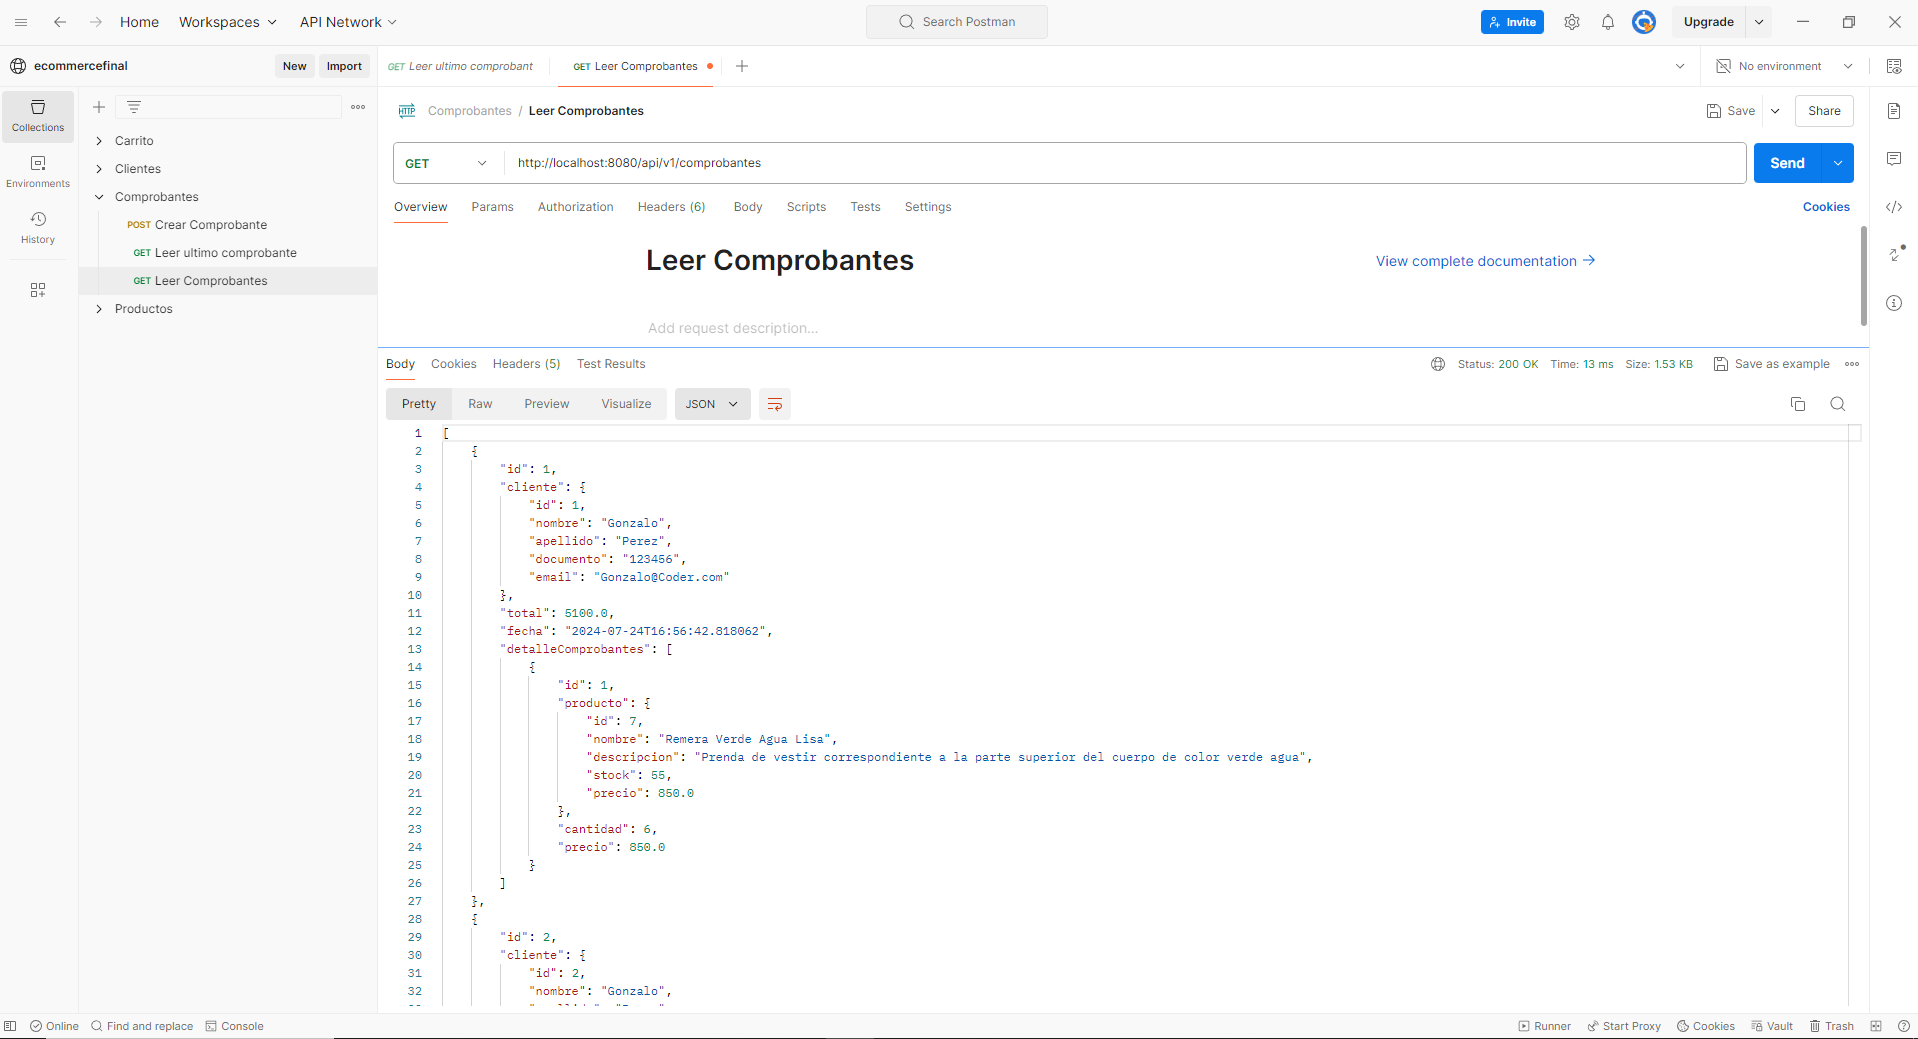 Home Workspaces API Network Search Postman Invite Upgrade
ecommercefinal New Import GET Leer ultimo comprobant GET Leer Comprobantes No environment
Collections
Environments
History
Carrito
Clientes
Comprobantes
POST Crear Comprobante
GET Leer ultimo comprobante
GET Leer Comprobantes
Productos
HTTP Comprobantes / Leer Comprobantes Save Share
GET http://localhost:8080/api/v1/comprobantes Send
Overview Params Authorization Headers (6) Body Scripts Tests Settings Cookies
Leer Comprobantes View complete documentation
Add request description...
Body Cookies Headers (5) Test Results Status: 200 OK Time: 13 ms Size: 1.53 KB Save as example
Pretty Raw Preview Visualize JSON
1 [
2 {
3 "id": 1,
4 "cliente": {
5 "id": 1,
6 "nombre": "Gonzalo",
7 "apellido": "Perez",
8 "documento": "123456",
9 "email": "Gonzalo@Coder.com"
10 },
11 "total": 5100.0,
12 "fecha": "2024-07-24T16:56:42.818062",
13 "detalleComprobantes": [
14 {
15 "id": 1,
16 "producto": {
17 "id": 7,
18 "nombre": "Remera Verde Agua Lisa",
19 "descripcion": "Prenda de vestir correspondiente a la parte superior del cuerpo de color verde agua",
20 "stock": 55,
21 "precio": 850.0
22 },
23 "cantidad": 6,
24 "precio": 850.0
25 }
26 ]
27 },
28 {
29 "id": 2,
30 "cliente": {
31 "id": 2,
32 "nombre": "Gonzalo",
Online Find and replace Console Runner Start Proxy Cookies Vault Trash